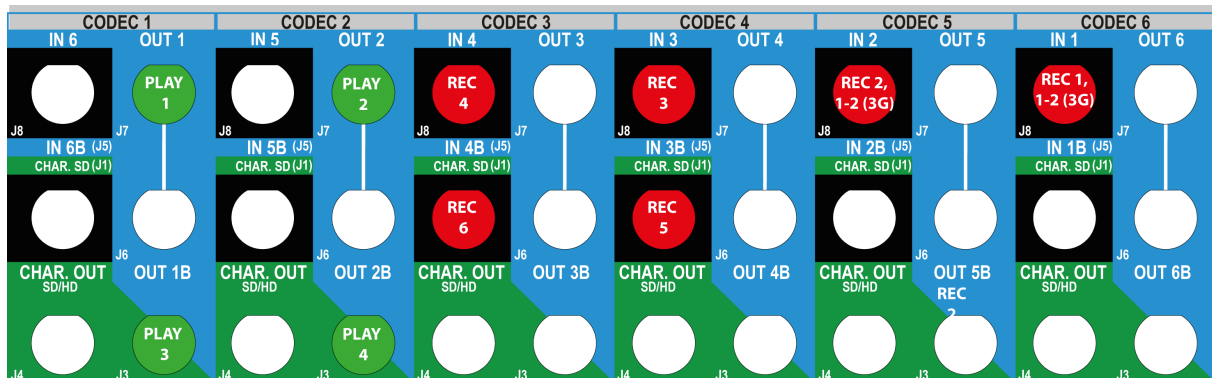 CODEC 1 CODEC 2 CODEC 3 CODEC 4 CODEC 5 CODEC 6
IN 6 OUT 1 IN 5 OUT 2 IN 4 OUT 3 IN 3 OUT 4 IN 2 OUT 5 IN 1 OUT 6
PLAY PLAY REC REC REC 2, REC 1,
1 2 4 3 1-2 (3G) 1-2 (3G)
J8 J7 J8 J7 J8 J7 J8 J7 J8 J7 J8 J7
IN 6B (J5) IN 5B (J5) IN 4B (J5) IN 3B (J5) IN 2B (J5) IN 1B (J5)
CHAR. SD (J1) CHAR. SD (J1) CHAR. SD (J1) CHAR. SD (J1) CHAR. SD (J1) CHAR. SD (J1)
REC REC
6 5
J6 J6 J6 J6 J6 J6
CHAR. OUT OUT 1B CHAR. OUT OUT 2B CHAR. OUT OUT 3B CHAR. OUT OUT 4B CHAR. OUT OUT 5B CHAR. OUT OUT 6B
SD/HD SD/HD SD/HD SD/HD SD/HD SD/HD
REC
2
PLAY PLAY
3 4
J4 J3 J4 J3 J4 J3 J4 J3 J4 J3 J4 J3